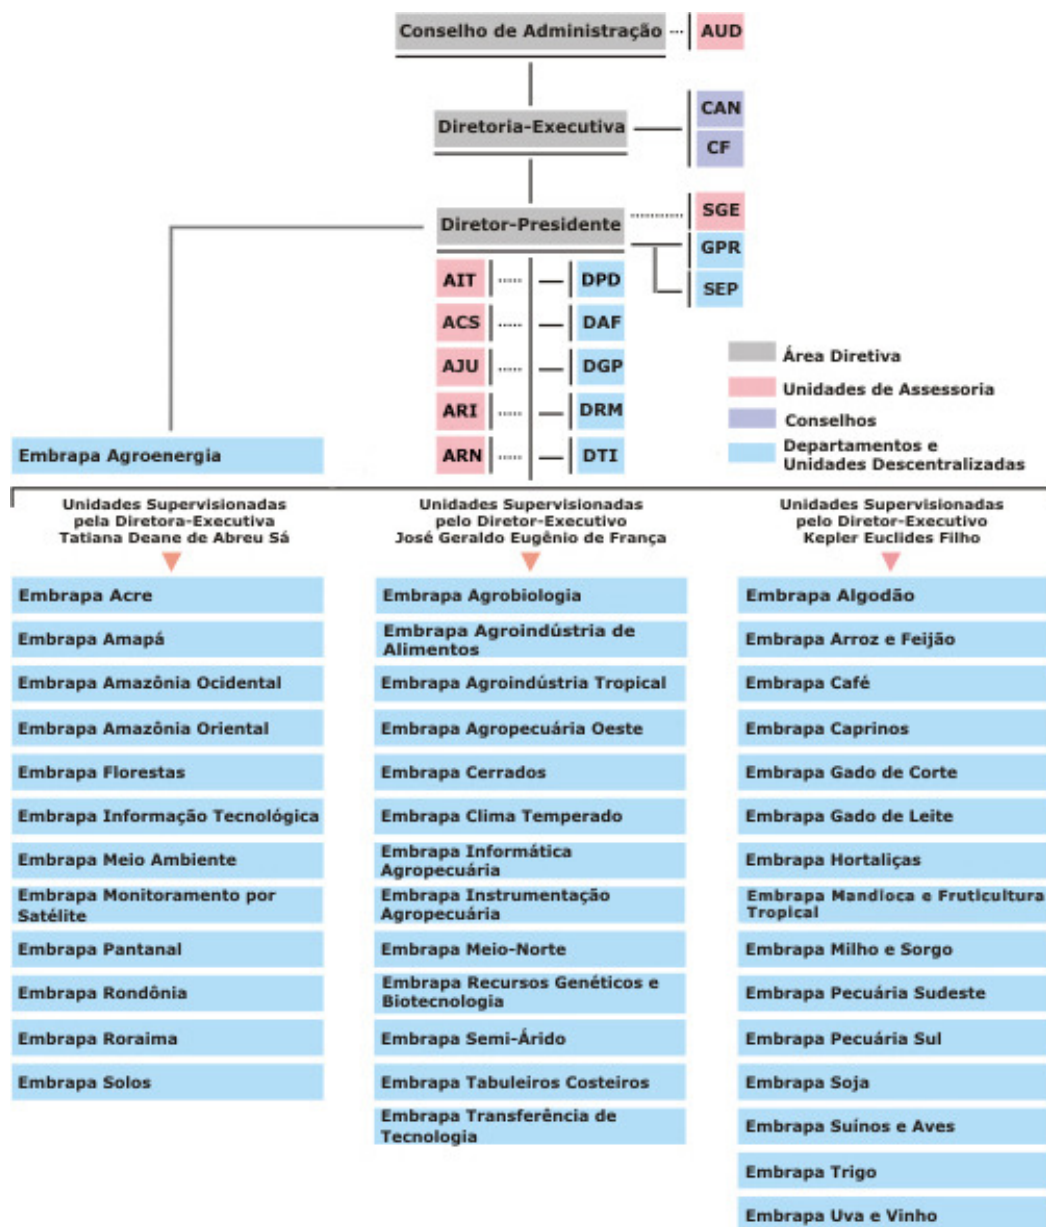 Conselho de Administração
AUD
CAN
Diretoria-Executiva
CF
SGE
Diretor-Presidente
GPR
SEP
AIT
DPD
ACS
DAF
AJU
DGP
ARI
DRM
ARN
DTI
Área Diretiva
Unidades de Assessoria
Conselhos
Departamentos e
Unidades Descentralizadas
Embrapa Agroenergia
Unidades Supervisionadas
pela Diretora-Executiva
Tatiana Deane de Abreu Sá
Embrapa Acre
Embrapa Amapá
Embrapa Amazônia Ocidental
Embrapa Amazônia Oriental
Embrapa Florestas
Embrapa Informação Tecnológica
Embrapa Meio Ambiente
Embrapa Monitoramento por
Satélite
Embrapa Pantanal
Embrapa Rondônia
Embrapa Roraima
Embrapa Solos
Unidades Supervisionadas
pelo Diretor-Executivo
José Geraldo Eugênio de França
Embrapa Agrobiologia
Embrapa Agroindústria de
Alimentos
Embrapa Agroindústria Tropical
Embrapa Agropecuária Oeste
Embrapa Cerrados
Embrapa Clima Temperado
Embrapa Informática
Agropecuária
Embrapa Instrumentação
Agropecuária
Embrapa Meio-Norte
Embrapa Recursos Genéticos e
Biotecnologia
Embrapa Semi-Árido
Embrapa Tabuleiros Costeiros
Embrapa Transferência de
Tecnologia
Unidades Supervisionadas
pelo Diretor-Executivo
Kepler Euclides Filho
Embrapa Algodão
Embrapa Arroz e Feijão
Embrapa Café
Embrapa Caprinos
Embrapa Gado de Corte
Embrapa Gado de Leite
Embrapa Hortaliças
Embrapa Mandioca e Fruticultura
Tropical
Embrapa Milho e Sorgo
Embrapa Pecuária Sudeste
Embrapa Pecuária Sul
Embrapa Soja
Embrapa Suínos e Aves
Embrapa Trigo
Embrapa Uva e Vinho